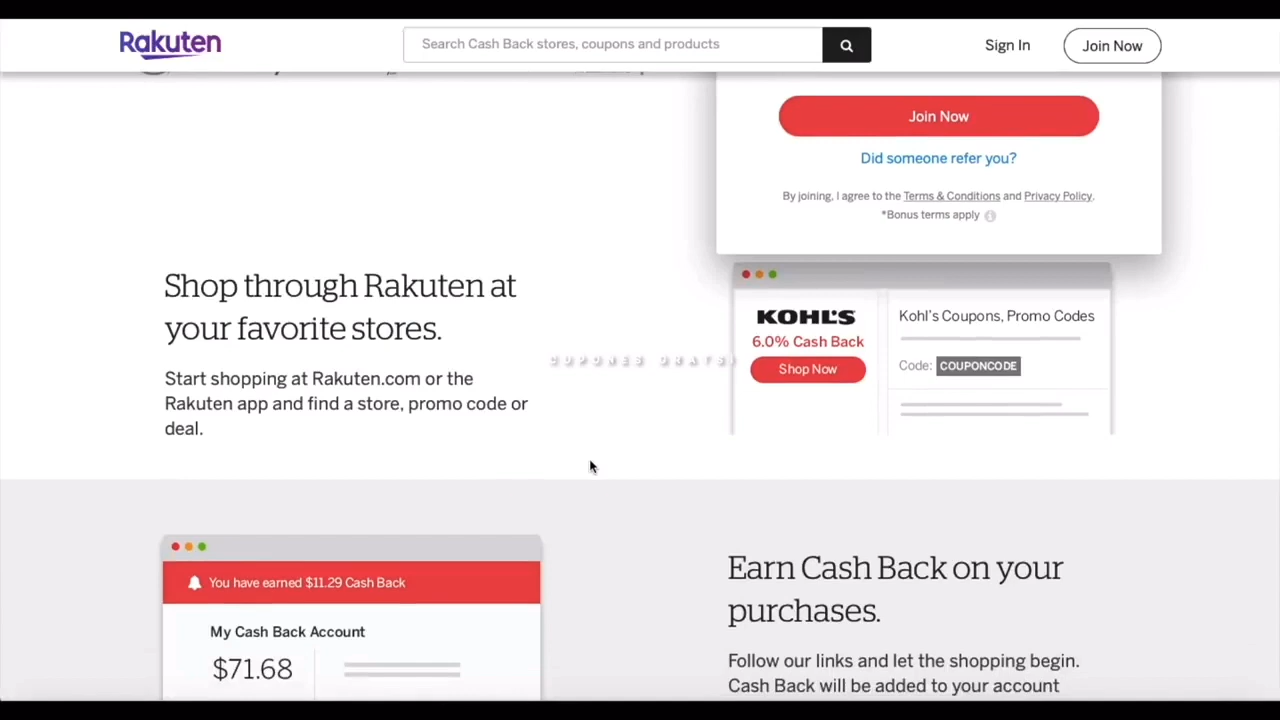 Rakuten
Search Cash Back stores, coupons and products
Sign In
Join Now
Join Now
Did someone refer you?
By joining, I agree to the Terms & Conditions and Privacy Policy.
*Bonus terms apply
Shop through Rakuten at
your favorite stores.
Start shopping at Rakuten.com or the
Rakuten app and find a store, promo code or
deal.
KOHL'S
6.0% Cash Back
Shop Now
Kohl's Coupons, Promo Codes
Code: COUPONCODE
CUPONES GRATSI
You have earned $11.29 Cash Back
My Cash Back Account
$71.68
Earn Cash Back on your
purchases.
Follow our links and let the shopping begin.
Cash Back will be added to your account